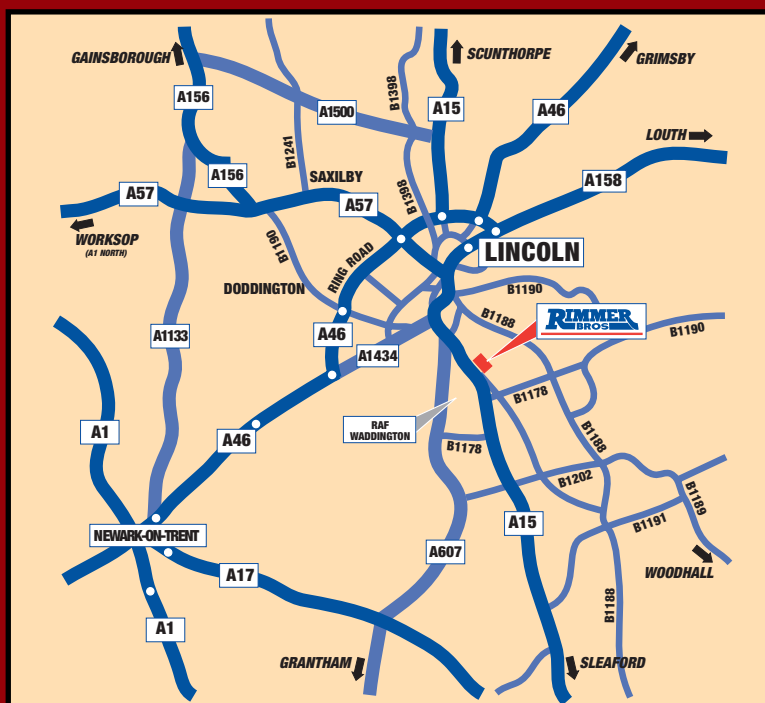 GAINSBOROUGH
SCUNTHORPE
GRIMSBY
A156
A1500
B1398
A15
A46
LOUTH
B1241
A156
SAXILBY
B1398
A158
A57
A57
WORKSOP
(A1 NORTH)
B1190
RING ROAD
LINCOLN
DODDINGTON
B1190
B1188
RIMMER
BROS
B1190
A1133
A46
A1434
B1178
A1
A46
RAF
WADDINGTON
B1178
B1188
B1202
B1189
NEWARK-ON-TRENT
A15
B1191
A607
WOODHALL
A17
B1188
A1
GRANTHAM
SLEAFORD